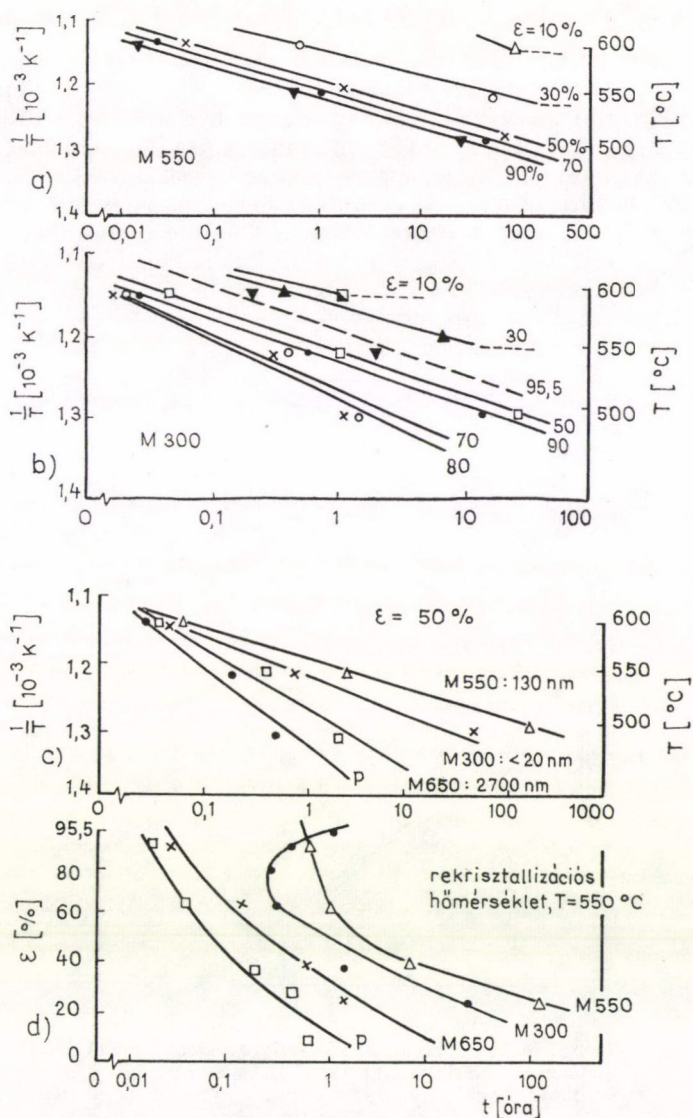 a)
1/T [10⁻³ K⁻¹]
1,1
1,2
1,3
1,4
M 550
ε = 10 %
30%
50%
70
90%
600
550
500
T [°C]
0 0,01 0,1 1 10 100 500
b)
1/T [10⁻³ K⁻¹]
1,1
1,2
1,3
1,4
M 300
ε = 10 %
30
95,5
50
90
70
80
600
550
500
T [°C]
0 0,1 1 10 100
c)
1/T [10⁻³ K⁻¹]
1,1
1,2
1,3
1,4
ε = 50 %
M 550 : 130 nm
M 300 : <20 nm
M 650 : 2700 nm
p
600
550
500
T [°C]
0 0,1 1 10 100 1000
d)
ε [%]
95,5
80
60
40
20
0
rekrisztallizációs
hőmérséklet, T=550 °C
M550
M300
M650
p
0 0,01 0,1 1 10 100
t [óra]